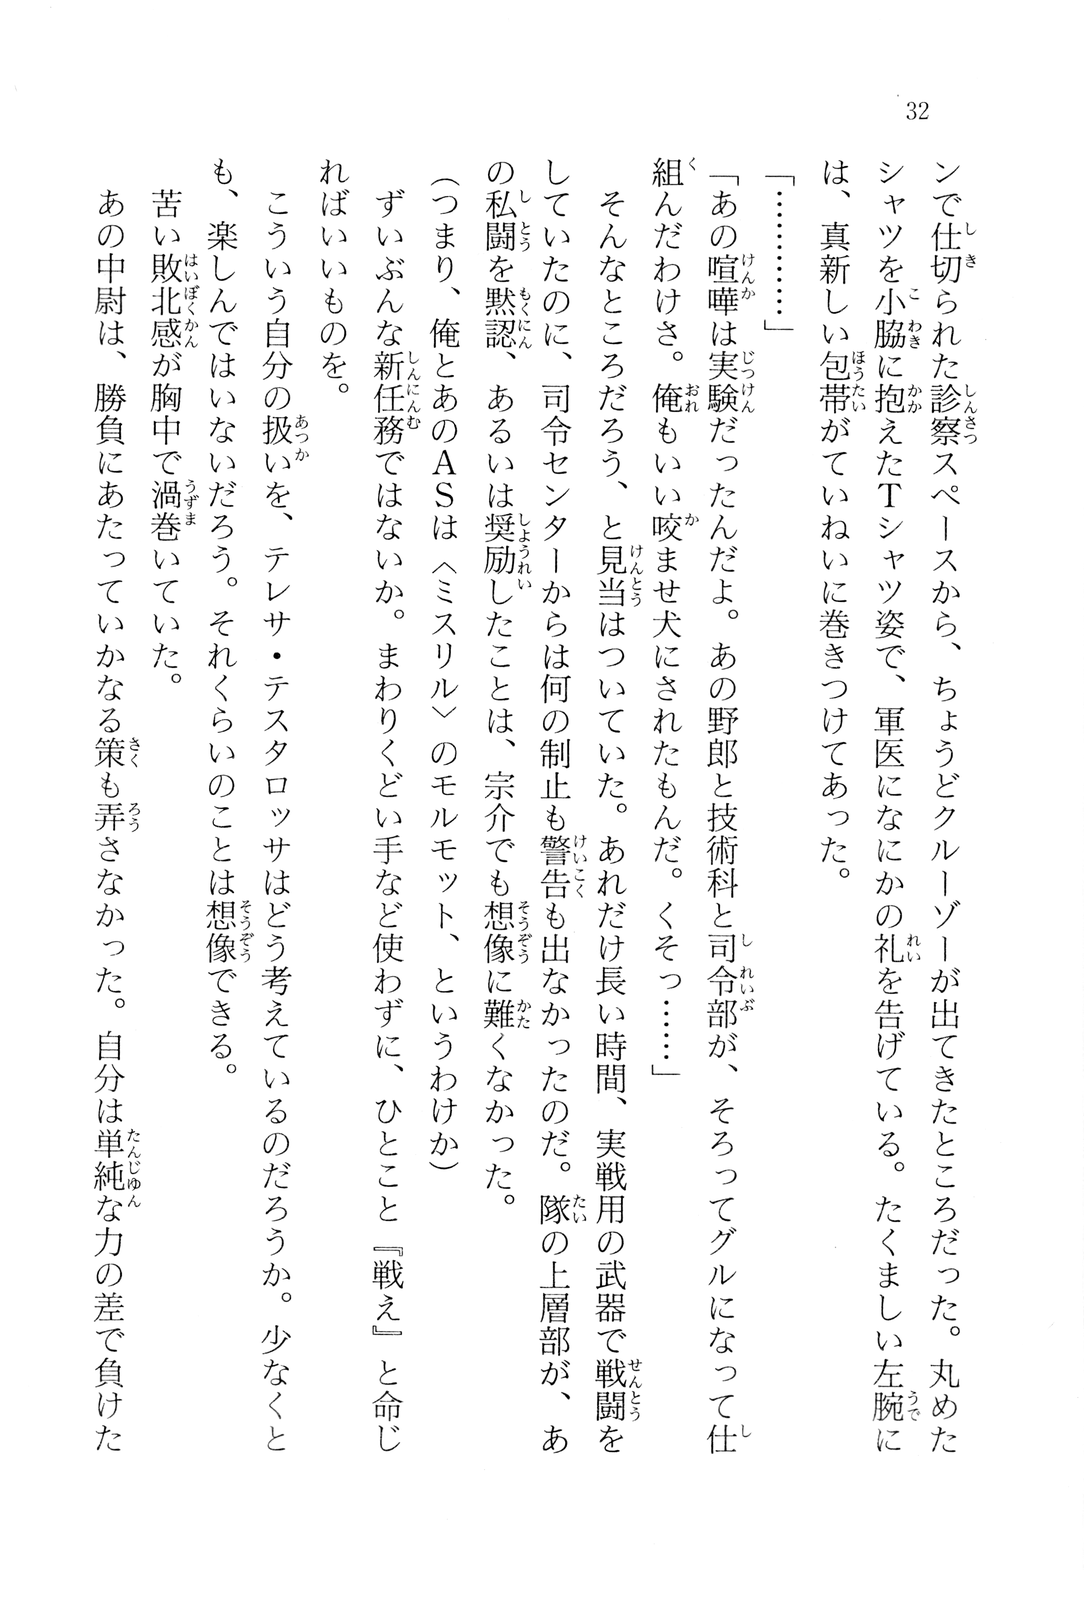 32
ンで仕切られた診察スペースから、ちょうどクルーゾーが出てきたところだった。丸めた
シャツを小脇に抱えたTシャツ姿で、軍医になにかの礼を告げている。たくましい左腕に
は、真新しい包帯がていねいに巻きつけてあった。
「…………」
「あの喧嘩は実験だったんだよ。あの野郎と技術科と司令部が、そろってグルになって仕
組んだわけさ。俺もいい咬ませ犬にされたもんだ。くそっ……」
そんなところだろう、と見当はついていた。あれだけ長い時間、実戦用の武器で戦闘を
していたのに、司令センターからは何の制止も警告も出なかったのだ。隊の上層部が、あ
の私闘を黙認、あるいは奨励したことは、宗介でも想像に難くなかった。
(つまり、俺とあのASは〈ミスリル〉のモルモット、というわけか)
ずいぶんな新任務ではないか。まわりくどい手など使わずに、ひとこと『戦え』と命じ
ればいいものを。
こういう自分の扱いを、テレサ・テスタロッサはどう考えているのだろうか。少なくと
も、楽しんではいないだろう。それくらいのことは想像できる。
苦い敗北感が胸中で渦巻いていた。
あの中尉は、勝負にあたっていかなる策も弄さなかった。自分は単純な力の差で負けた